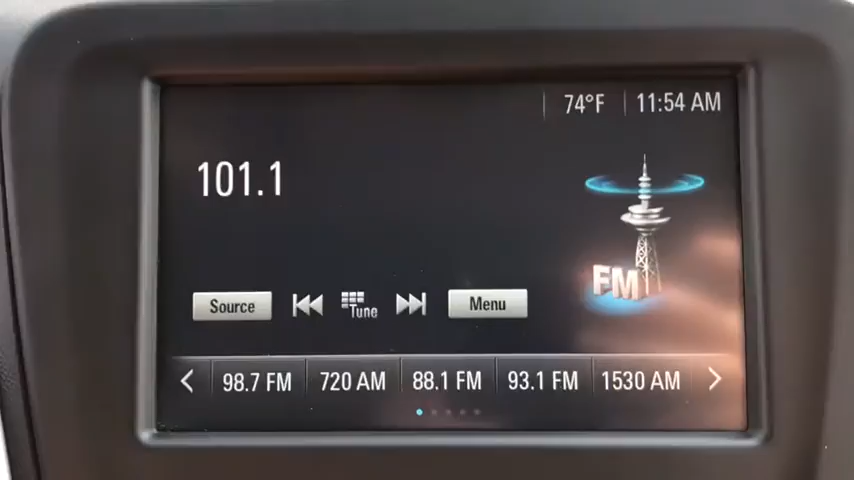 74°F 11:54 AM
101.1
FM
Source Tune Menu
98.7 FM 720 AM 88.1 FM 93.1 FM 1530 AM